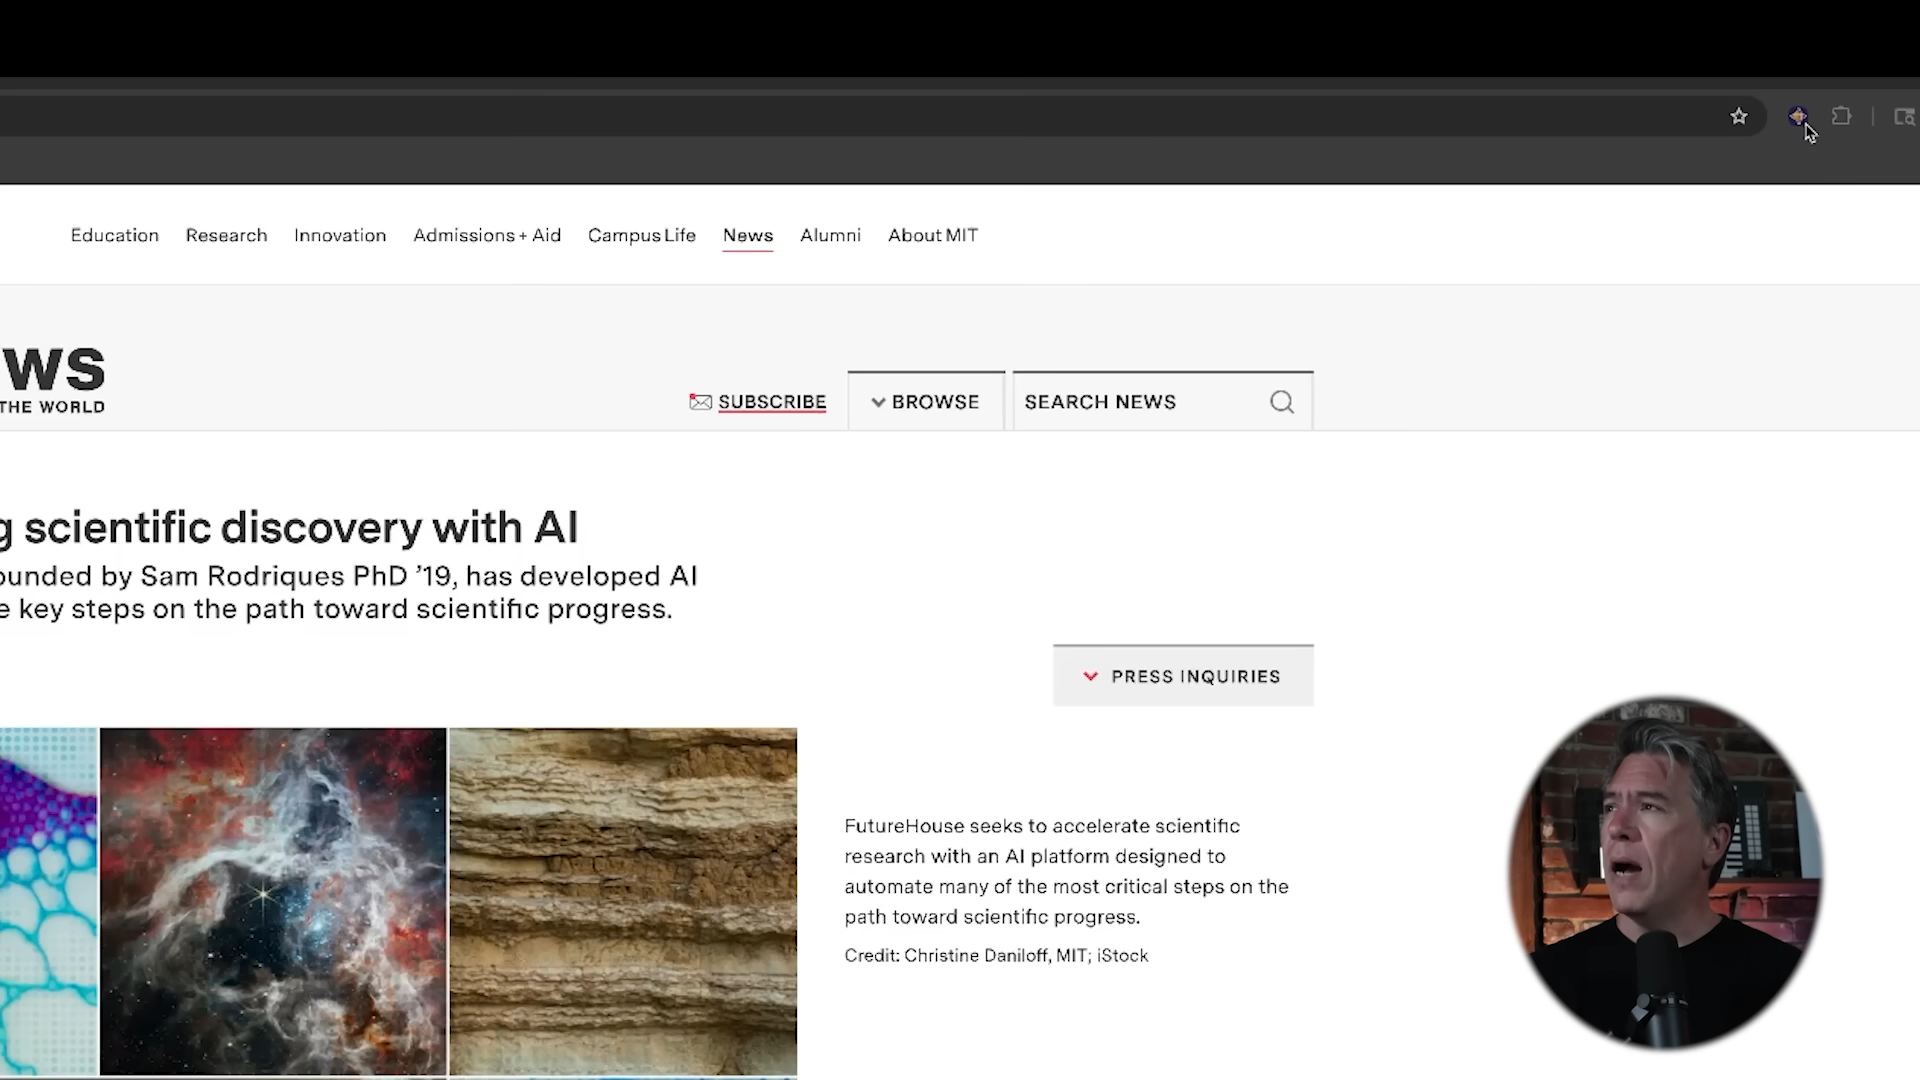 Education Research Innovation Admissions + Aid Campus Life News Alumni About MIT
WS
THE WORLD
SUBSCRIBE
BROWSE
SEARCH NEWS
g scientific discovery with AI
ounded by Sam Rodriques PhD ’19, has developed AI
e key steps on the path toward scientific progress.
PRESS INQUIRIES
FutureHouse seeks to accelerate scientific
research with an AI platform designed to
automate many of the most critical steps on the
path toward scientific progress.
Credit: Christine Daniloff, MIT; iStock